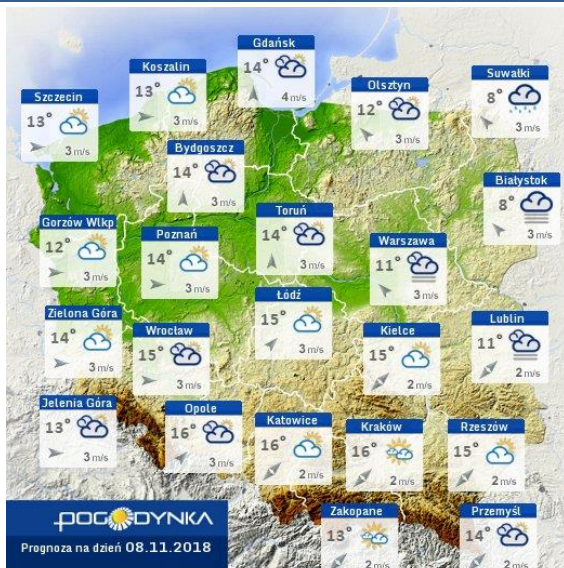 Gdańsk
14° 4 m/s
Koszalin
13° 3 m/s
Szczecin
13° 3 m/s
Olsztyn
12° 3 m/s
Suwałki
8° 3 m/s
Bydgoszcz
14° 3 m/s
Białystok
8° 3 m/s
Gorzów Wlkp
12° 3 m/s
Poznań
14° 3 m/s
Toruń
14° 3 m/s
Warszawa
11° 3 m/s
Zielona Góra
14° 3 m/s
Wrocław
15° 3 m/s
Łódź
15° 3 m/s
Kielce
15° 2 m/s
Lublin
11° 2 m/s
Jelenia Góra
13° 3 m/s
Opole
16° 3 m/s
Katowice
16° 2 m/s
Kraków
16° 2 m/s
Rzeszów
15° 2 m/s
Zakopane
13° 2 m/s
Przemyśl
14° 2 m/s
POGODYNKA
Prognoza na dzień 08.11.2018